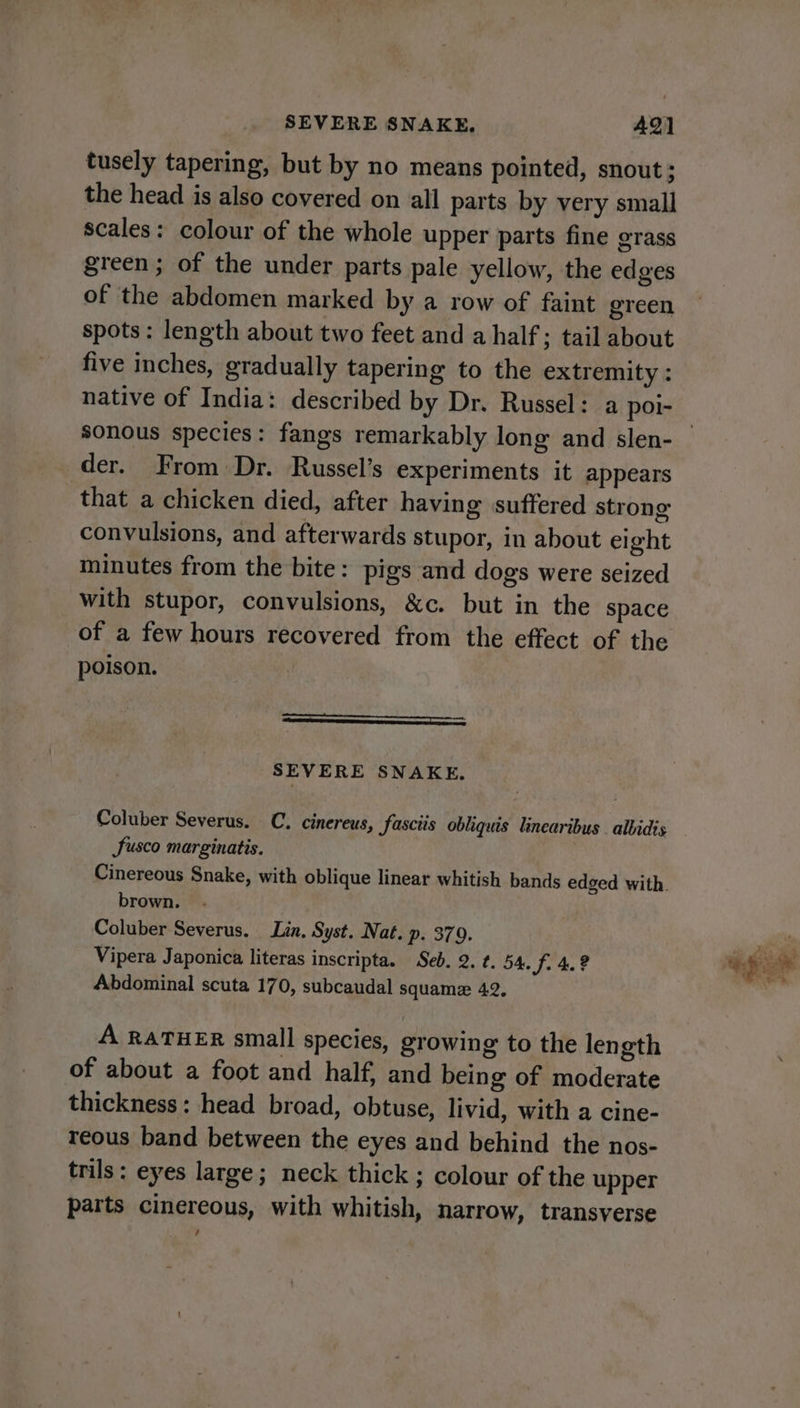 SEVERE SNAKE. 421
tusely tapering, but by no means pointed, snout;
the head is also covered on all parts by very small
scales: colour of the whole upper parts fine grass
green; of the under parts pale yellow, the edges
of the abdomen marked by a row of faint green
spots: length about two feet and a half; tail about
five inches, gradually tapering to the extremity:
native of India: described by Dr. Russel: a poi-
sonous species: fangs remarkably long and slen-
der. From Dr. Russel's experiments it appears
that a chicken died, after having suffered strong
convulsions, and afterwards stupor, in about eight
minutes from the bite: pigs and dogs were seized
with stupor, convulsions, &c. but in the space
of a few hours recovered from the effect of the
poison.
SEVERE SNAKE.
Coluber Severus. C. cinereus, fasciis obliquis linearibus albidis
fusco marginatis.
Cinereous Snake, with oblique linear whitish bands edged with
brown.
Coluber Severus. Lin. Syst. Nat. p. 379.
Vipera Japonica literas inscripta. Seb. 2. t. 54. f. 4.?
Abdominal scuta 170, subcaudal squamæ 42.
A RATHER small species, growing to the length
of about a foot and half, and being of moderate
thickness: head broad, obtuse, livid, with a cine-
reous band between the eyes and behind the nos-
trils: eyes large; neck thick; colour of the upper
parts cinereous, with whitish, narrow, transverse